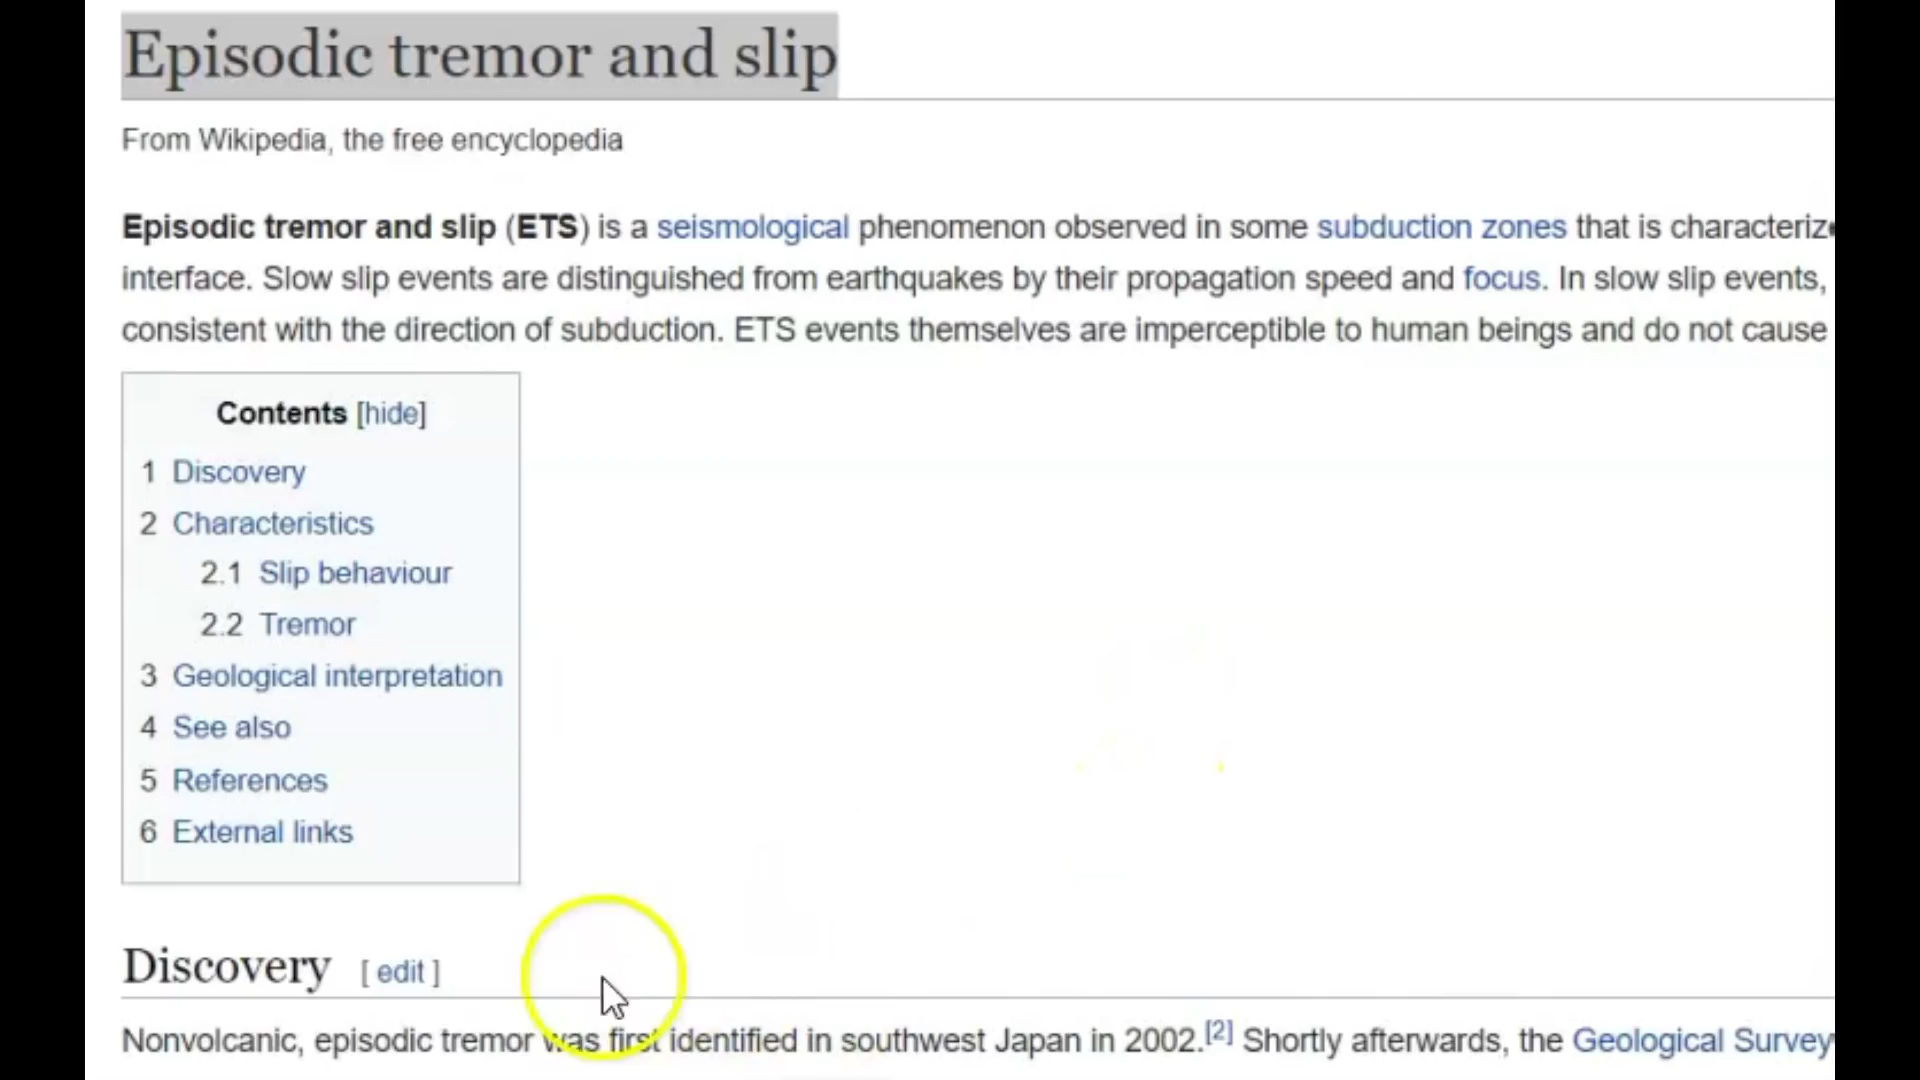 Episodic tremor and slip
From Wikipedia, the free encyclopedia
Episodic tremor and slip (ETS) is a seismological phenomenon observed in some subduction zones that is characterize
interface. Slow slip events are distinguished from earthquakes by their propagation speed and focus. In slow slip events,
consistent with the direction of subduction. ETS events themselves are imperceptible to human beings and do not cause
Contents [hide]
1 Discovery
2 Characteristics
2.1 Slip behaviour
2.2 Tremor
3 Geological interpretation
4 See also
5 References
6 External links
Discovery [ edit ]
Nonvolcanic, episodic tremor was first identified in southwest Japan in 2002.[2] Shortly afterwards, the Geological Survey